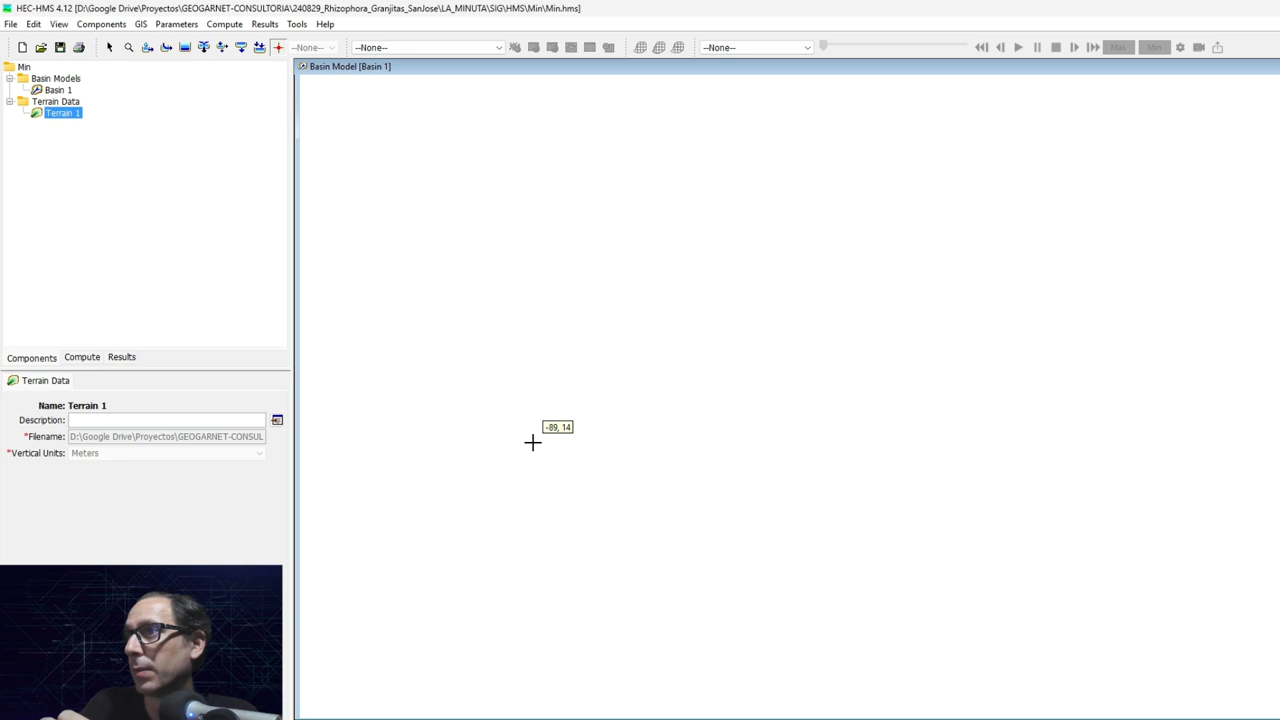 HEC-HMS 4.12 [D:\Google Drive\Proyectos\GEOGARNET-CONSULTORIA\240829_Rhizophora_Granjitas_SanJose\LA_MINUTA\SIG\HMS\Min\Min.hms]
File Edit View Components GIS Parameters Compute Results Tools Help
--None-- --None-- --None-- Max Min
Min
Basin Models
Basin 1
Terrain Data
Terrain 1
Components Compute Results
Terrain Data
Name: Terrain 1
Description:
*Filename: D:\Google Drive\Proyectos\GEOGARNET-CONSUL
*Vertical Units: Meters
Basin Model [Basin 1]
-89, 14